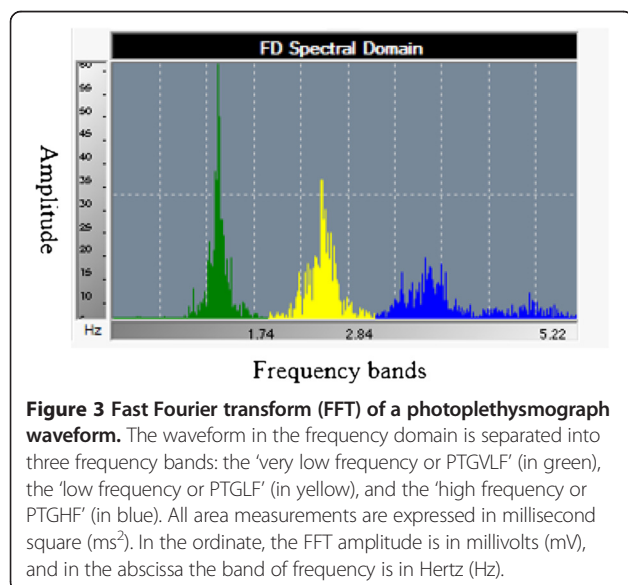 FD Spectral Domain
60
55
50
45
40
35
30
25
20
15
10
Amplitude
Hz
1.74 2.84 5.22
Frequency bands
Figure 3 Fast Fourier transform (FFT) of a photoplethysmograph
waveform. The waveform in the frequency domain is separated into
three frequency bands: the ‘very low frequency or PTGVLF’ (in green),
the ‘low frequency or PTGLF’ (in yellow), and the ‘high frequency or
PTGHF’ (in blue). All area measurements are expressed in millisecond
square (ms²). In the ordinate, the FFT amplitude is in millivolts (mV),
and in the abscissa the band of frequency is in Hertz (Hz).